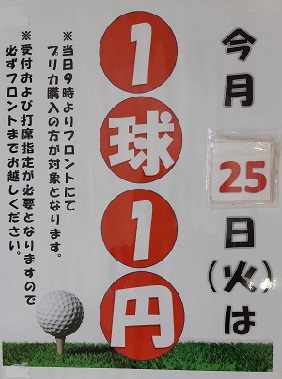 今月25日(火)は
1球1円
※当日9時よりフロントにて
プリカ購入の方が対象となります。
※受付および打席指定が必要となりますので
必ずフロントまでお越しください。